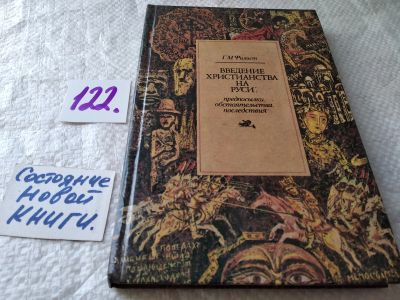 122.
Состояние
новой
книги.
Г.М. Филист
ВВЕДЕНИЕ
ХРИСТИАНСТВА
НА
РУСИ:
предпосылки,
обстоятельства,
последствия